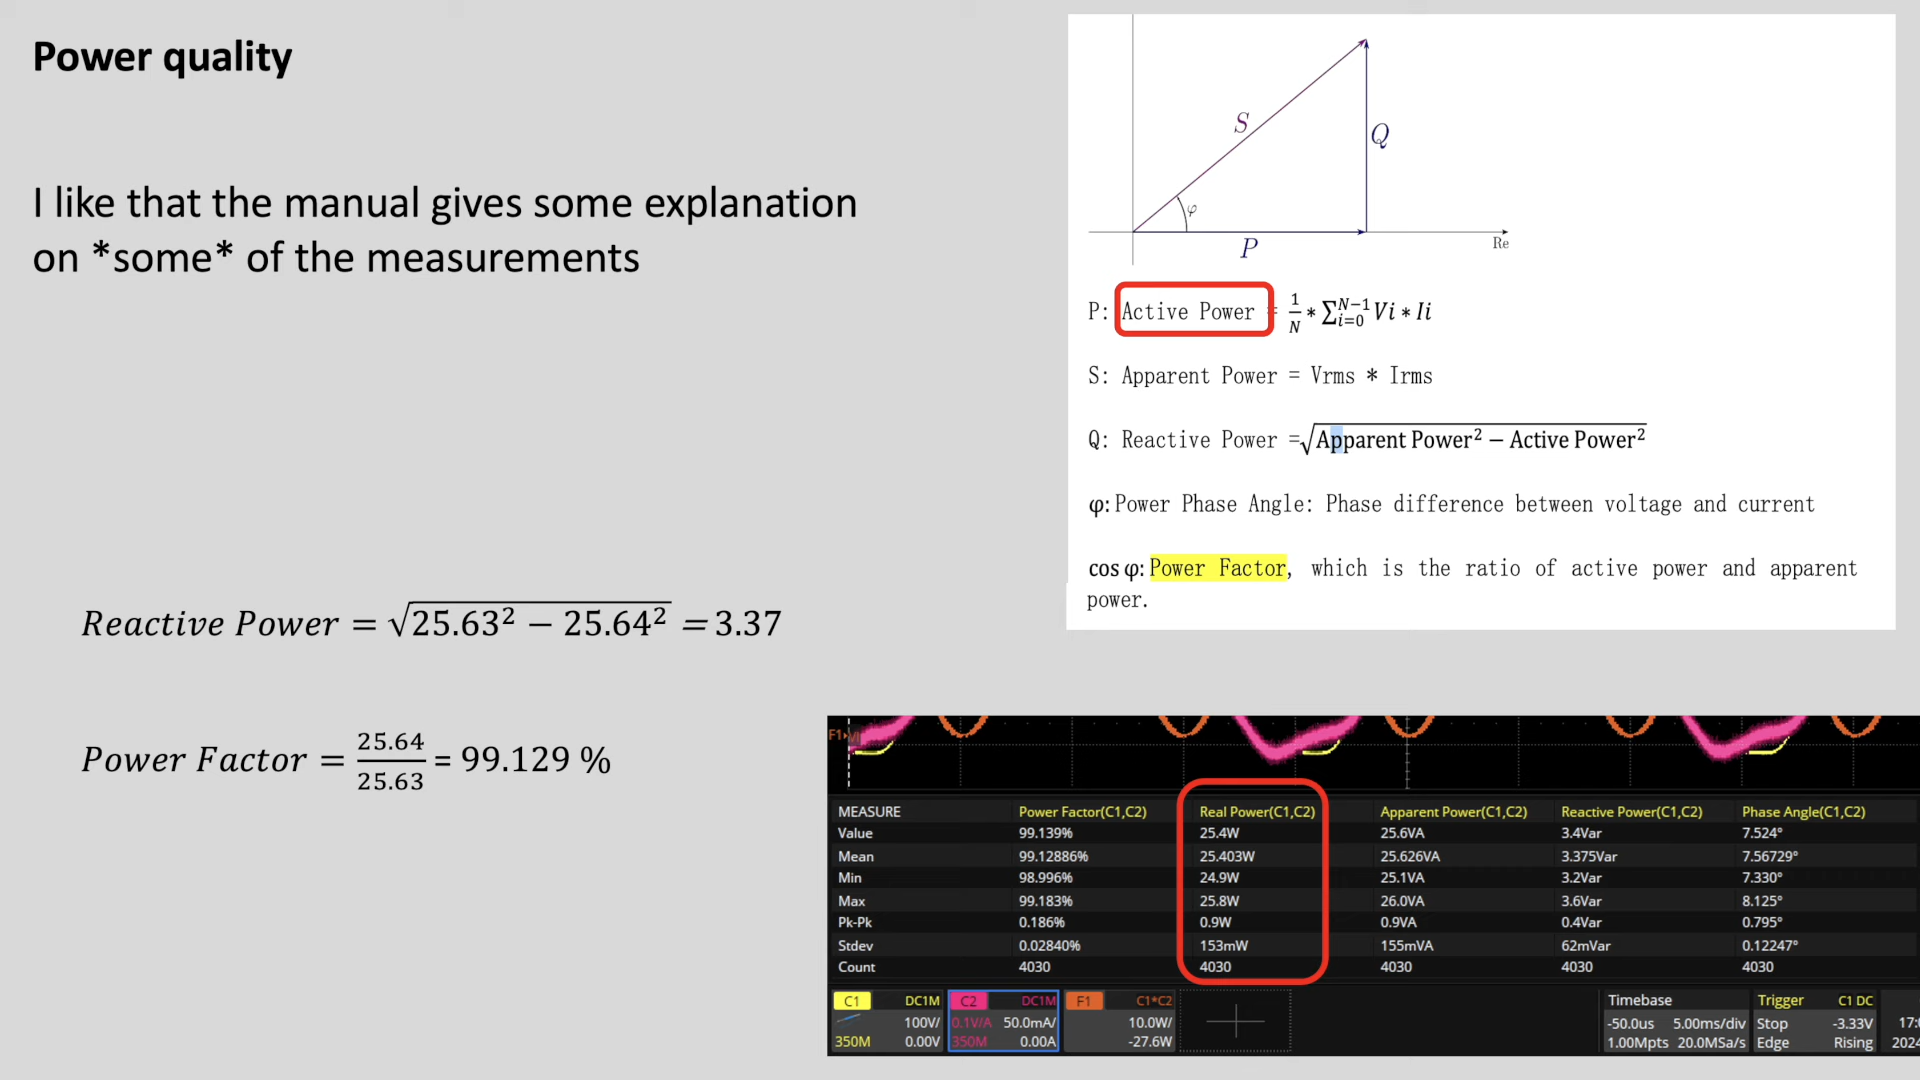 Power quality
I like that the manual gives some explanation
on *some* of the measurements
S
Q
φ
P
Re
P: Active Power = 1/N * ∑_{i=0}^{N−1} Vi * Ii
S: Apparent Power = Vrms * Irms
Q: Reactive Power =√(Apparent Power² − Active Power²)
φ: Power Phase Angle: Phase difference between voltage and current
cos φ: Power Factor, which is the ratio of active power and apparent
power.
Reactive Power = √(25.63² − 25.64²) = 3.37
Power Factor = 25.64/25.63 = 99.129 %
F1
MEASURE Power Factor(C1,C2) Real Power(C1,C2) Apparent Power(C1,C2) Reactive Power(C1,C2) Phase Angle(C1,C2)
Value 99.139% 25.4W 25.6VA 3.4Var 7.524°
Mean 99.12886% 25.403W 25.626VA 3.375Var 7.56729°
Min 98.996% 24.9W 25.1VA 3.2Var 7.330°
Max 99.183% 25.8W 26.0VA 3.6Var 8.125°
Pk-Pk 0.186% 0.9W 0.9VA 0.4Var 0.795°
Stdev 0.02840% 153mW 155mVA 62mVar 0.12247°
Count 4030 4030 4030 4030 4030
C1 DC1M C2 DC1M F1 C1*C2 Timebase Trigger C1 DC
100V/ 0.1V/A 50.0mA/ 10.0W/ -50.0us 5.00ms/div Stop -3.33V
350M 0.00V 350M 0.00A -27.6W 1.00Mpts 20.0MSa/s Edge Rising 2024